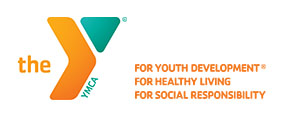 the
YMCA
®
FOR YOUTH DEVELOPMENT®
FOR HEALTHY LIVING
FOR SOCIAL RESPONSIBILITY